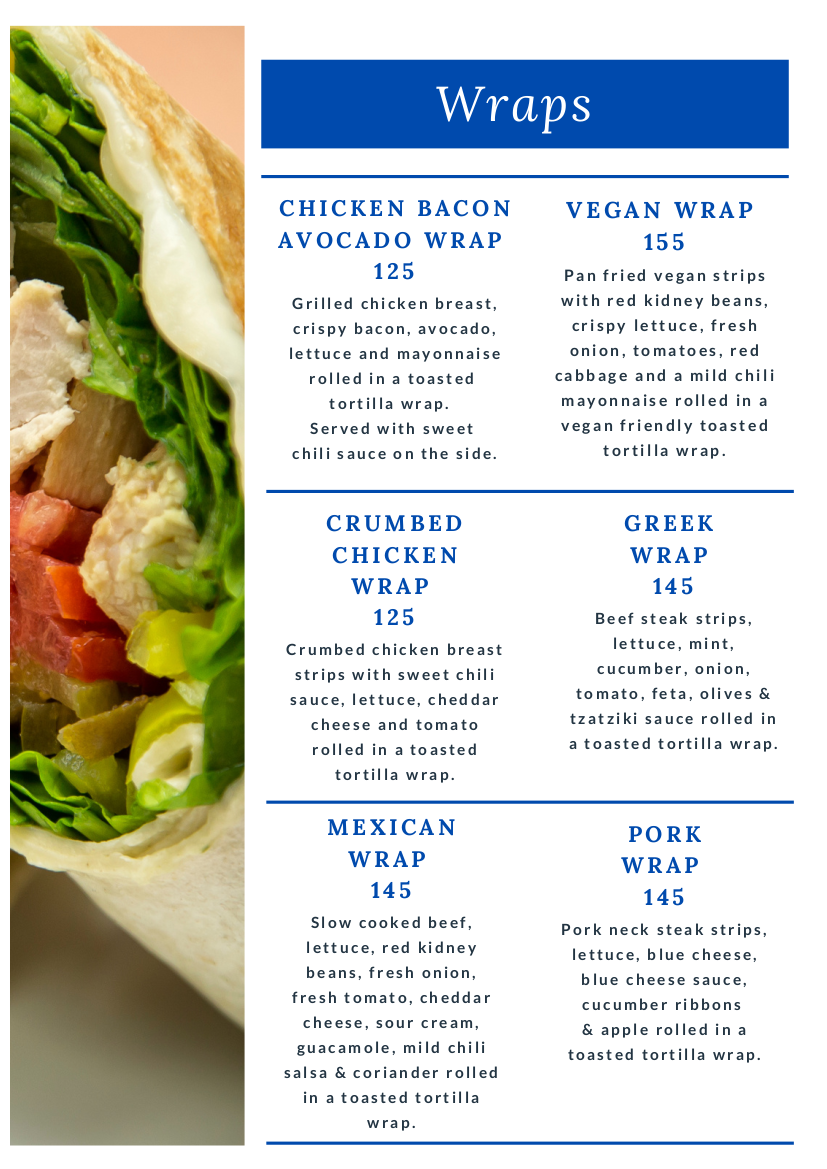 Wraps
CHICKEN BACON
AVOCADO WRAP
125
Grilled chicken breast,
crispy bacon, avocado,
lettuce and mayonnaise
rolled in a toasted
tortilla wrap.
Served with sweet
chili sauce on the side.
VEGAN WRAP
155
Pan fried vegan strips
with red kidney beans,
crispy lettuce, fresh
onion, tomatoes, red
cabbage and a mild chili
mayonnaise rolled in a
vegan friendly toasted
tortilla wrap.
CRUMBED
CHICKEN
WRAP
125
Crumbed chicken breast
strips with sweet chili
sauce, lettuce, cheddar
cheese and tomato
rolled in a toasted
tortilla wrap.
GREEK
WRAP
145
Beef steak strips,
lettuce, mint,
cucumber, onion,
tomato, feta, olives &
tzatziki sauce rolled in
a toasted tortilla wrap.
MEXICAN
WRAP
145
Slow cooked beef,
lettuce, red kidney
beans, fresh onion,
fresh tomato, cheddar
cheese, sour cream,
guacamole, mild chili
salsa & coriander rolled
in a toasted tortilla
wrap.
PORK
WRAP
145
Pork neck steak strips,
lettuce, blue cheese,
blue cheese sauce,
cucumber ribbons
& apple rolled in a
toasted tortilla wrap.